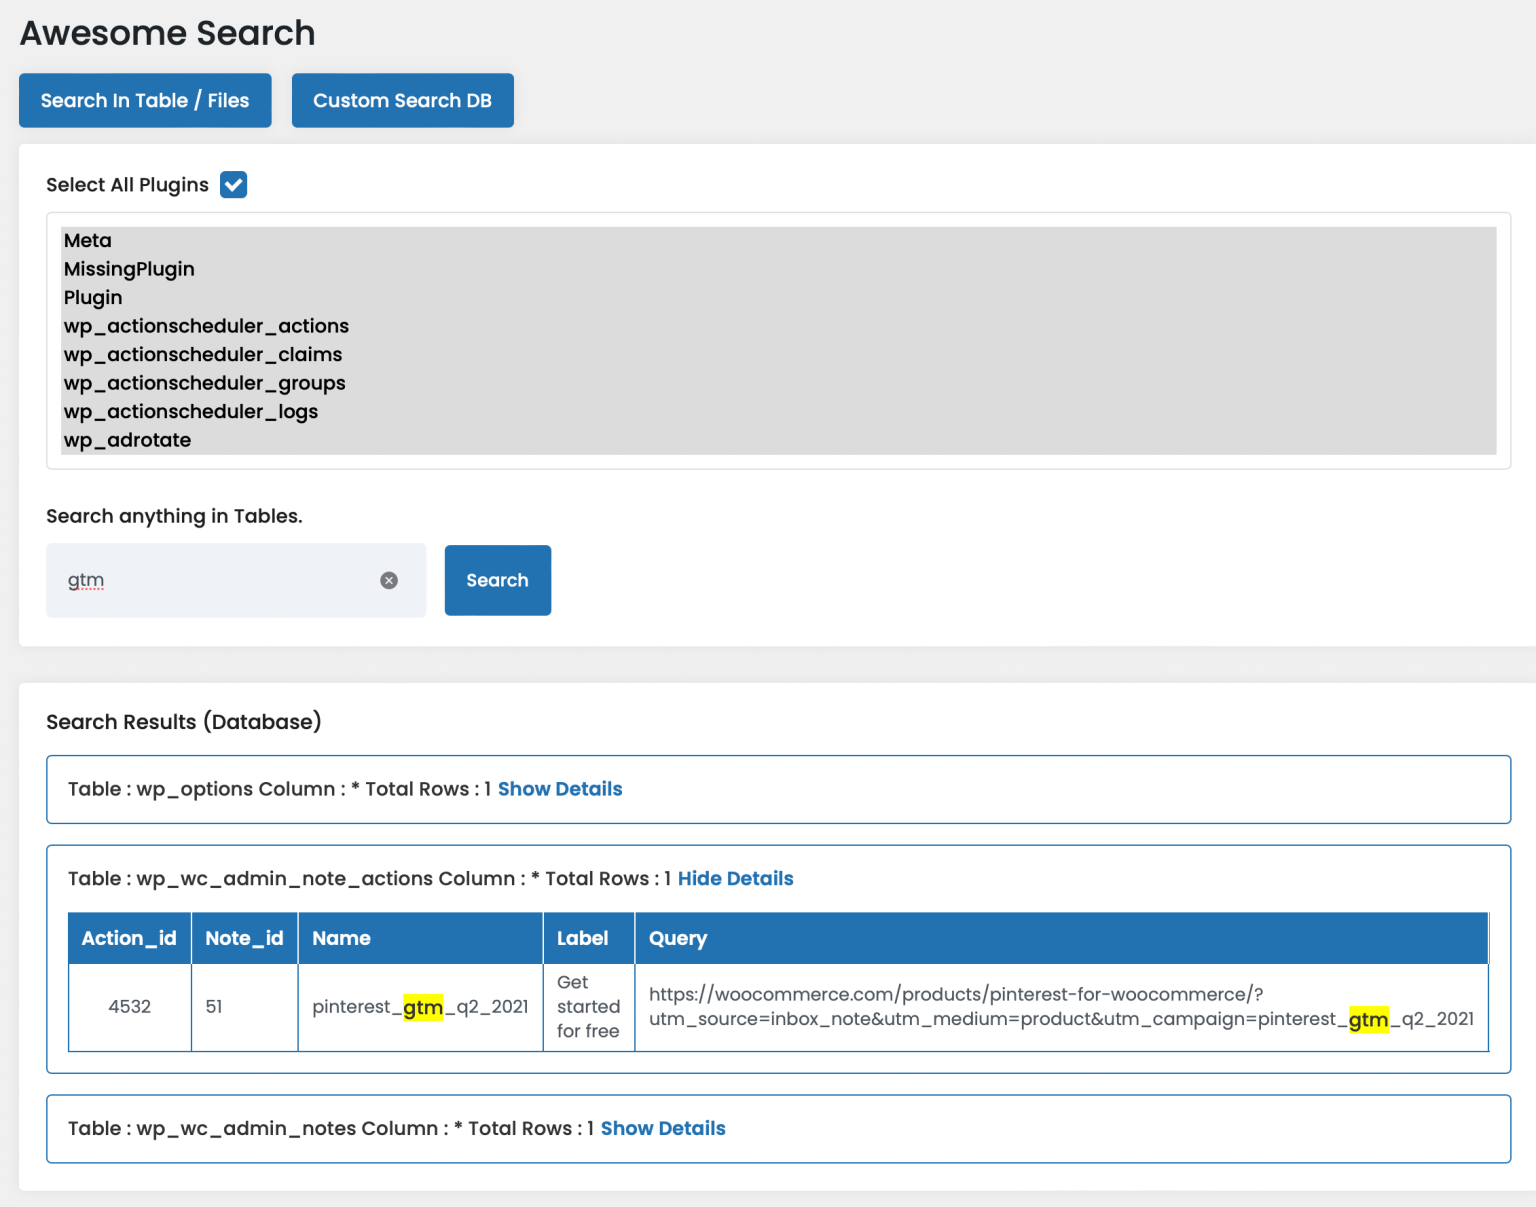 Awesome Search
Search In Table / Files
Custom Search DB
Select All Plugins
Meta
MissingPlugin
Plugin
wp_actionscheduler_actions
wp_actionscheduler_claims
wp_actionscheduler_groups
wp_actionscheduler_logs
wp_adrotate
Search anything in Tables.
gtm
Search
Search Results (Database)
Table : wp_options Column : * Total Rows : 1 Show Details
Table : wp_wc_admin_note_actions Column : * Total Rows : 1 Hide Details
Action_id Note_id Name Label Query
4532 51 pinterest_gtm_q2_2021
Get
started
for free
https://woocommerce.com/products/pinterest-for-woocommerce/?
utm_source=inbox_note&utm_medium=product&utm_campaign=pinterest_gtm_q2_2021
Table : wp_wc_admin_notes Column : * Total Rows : 1 Show Details